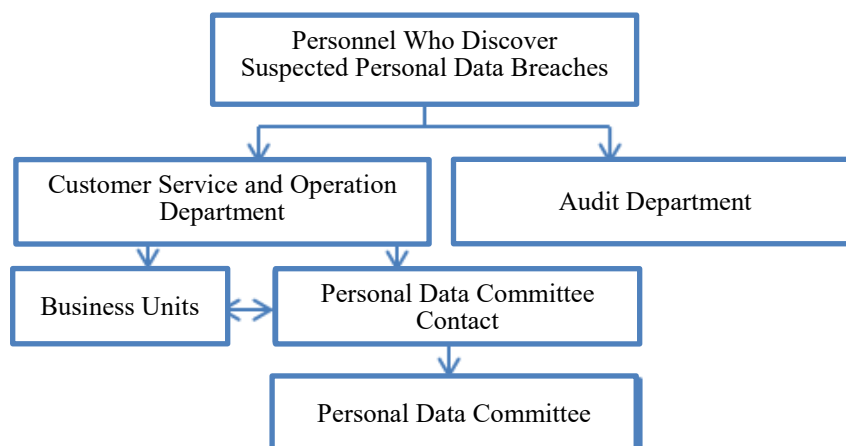 Personnel Who Discover
Suspected Personal Data Breaches
Customer Service and Operation
Department
Audit Department
Business Units
Personal Data Committee
Contact
Personal Data Committee